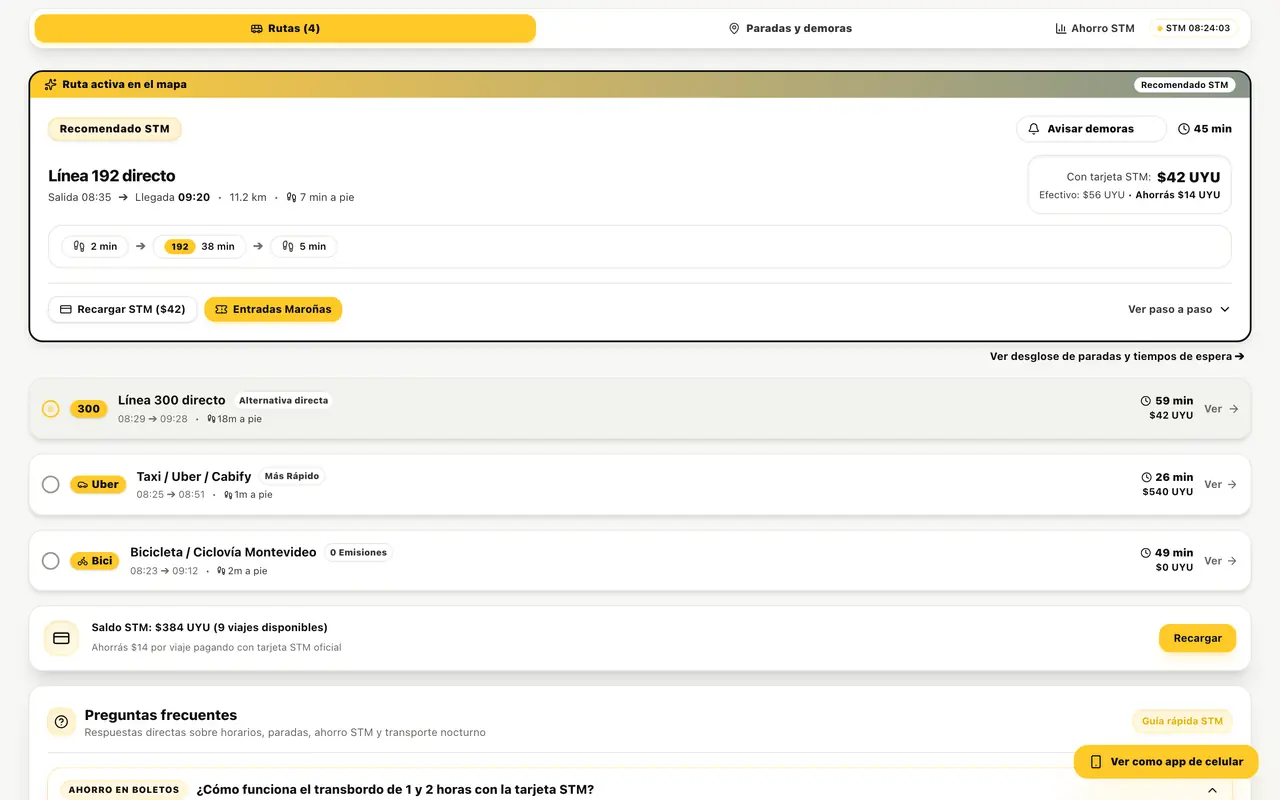 Rutas (4)
Paradas y demoras
Ahorro STM
STM 08:24:03
Ruta activa en el mapa
Recomendado STM
Recomendado STM
Avisar demoras
45 min
Línea 192 directo
Salida 08:35 → Llegada 09:20 · 11.2 km · 7 min a pie
Con tarjeta STM: $42 UYU
Efectivo: $56 UYU • Ahorrás $14 UYU
2 min → 192 38 min → 5 min
Recargar STM ($42)
Entradas Maroñas
Ver paso a paso
Ver desglose de paradas y tiempos de espera →
300
Línea 300 directo
Alternativa directa
08:29 → 09:28 • 18m a pie
59 min
$42 UYU
Ver →
Uber
Taxi / Uber / Cabify
Más Rápido
08:25 → 08:51 • 1m a pie
26 min
$540 UYU
Ver →
Bici
Bicicleta / Ciclovía Montevideo
0 Emisiones
08:23 → 09:12 • 2m a pie
49 min
$0 UYU
Ver →
Saldo STM: $384 UYU (9 viajes disponibles)
Ahorrás $14 por viaje pagando con tarjeta STM oficial
Recargar
Preguntas frecuentes
Respuestas directas sobre horarios, paradas, ahorro STM y transporte nocturno
Guía rápida STM
Ver como app de celular
AHORRO EN BOLETOS
¿Cómo funciona el transbordo de 1 y 2 horas con la tarjeta STM?